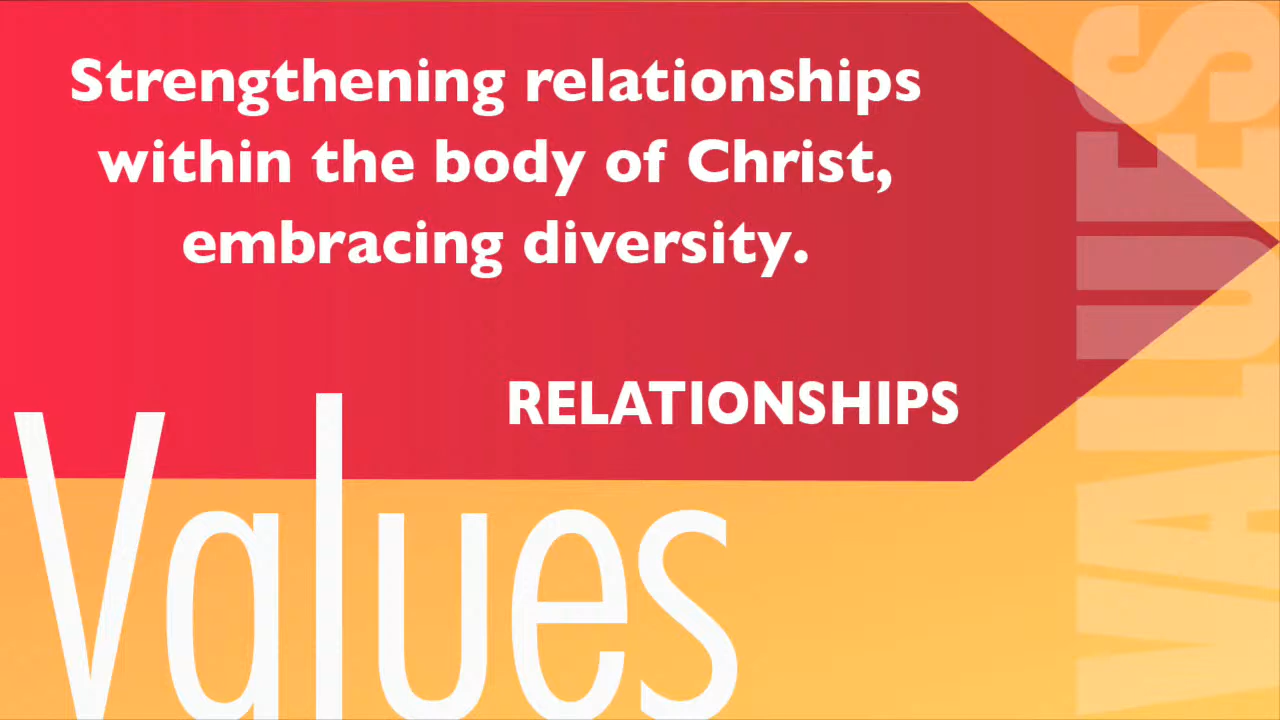 Strengthening relationships
within the body of Christ,
embracing diversity.
RELATIONSHIPS
Values
VALUES